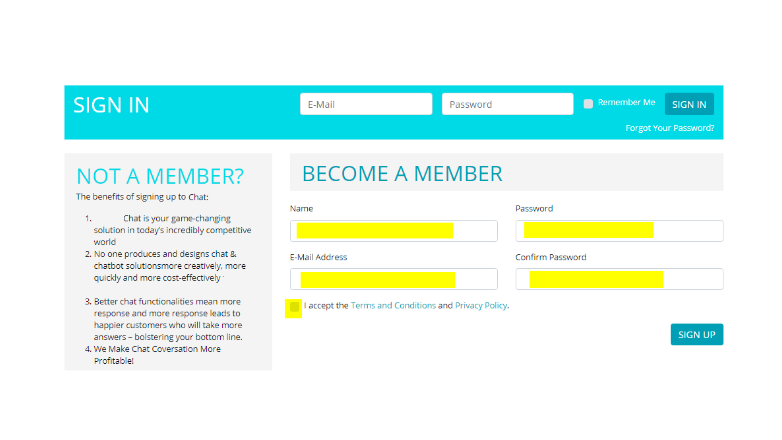 SIGN IN
E-Mail
Password
Remember Me
SIGN IN
Forgot Your Password?
NOT A MEMBER?
The benefits of signing up to Chat:
1. Chat is your game-changing
solution in today's incredibly competitive
world
2. No one produces and designs chat &
chatbot solutionsmore creatively, more
quickly and more cost-effectively
3. Better chat functionalities mean more
response and more response leads to
happier customers who will take more
answers – bolstering your bottom line.
4. We Make Chat Coversation More
Profitable!
BECOME A MEMBER
Name
Password
E-Mail Address
Confirm Password
I accept the Terms and Conditions and Privacy Policy.
SIGN UP